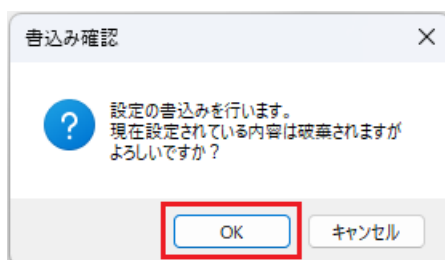 書込み確認
設定の書込みを行います。
現在設定されている内容は破棄されますが
よろしいですか？
OK
キャンセル